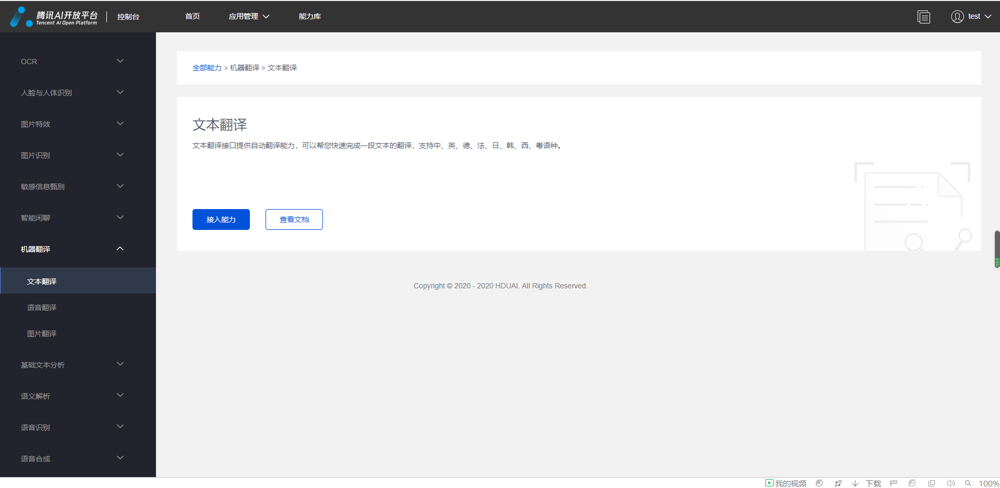 腾讯AI开放平台
Tencent AI Open Platform
控制台
首页
应用管理
能力库
test
OCR
人脸与人体识别
图片特效
图片识别
敏感信息甄别
智能闲聊
机器翻译
文本翻译
语音翻译
图片翻译
基础文本分析
语义解析
语音识别
语音合成
全部能力 > 机器翻译 > 文本翻译
文本翻译
文本翻译接口提供自动翻译能力，可以帮您快速完成一段文本的翻译，支持中、英、德、法、日、韩、西、粤语种。
接入能力
查看文档
Copyright © 2020 - 2020 HDUAI. All Rights Reserved.
我的视频
下载
100%